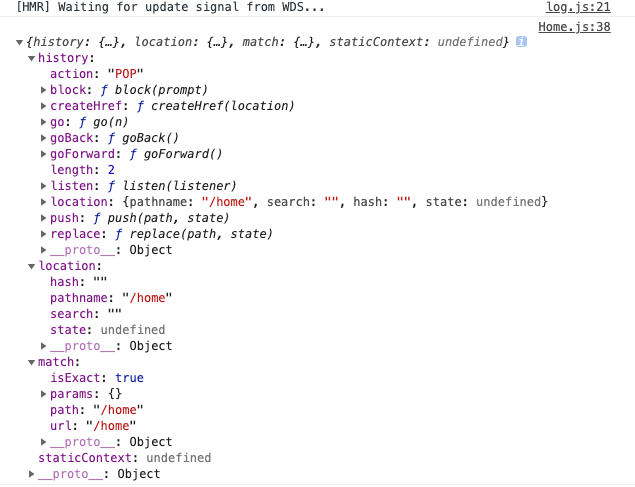 [HMR] Waiting for update signal from WDS... log.js:21
Home.js:38
{history: {…}, location: {…}, match: {…}, staticContext: undefined} i
history:
action: "POP"
block: ƒ block(prompt)
createHref: ƒ createHref(location)
go: ƒ go(n)
goBack: ƒ goBack()
goForward: ƒ goForward()
length: 2
listen: ƒ listen(listener)
location: {pathname: "/home", search: "", hash: "", state: undefined}
push: ƒ push(path, state)
replace: ƒ replace(path, state)
__proto__: Object
location:
hash: ""
pathname: "/home"
search: ""
state: undefined
__proto__: Object
match:
isExact: true
params: {}
path: "/home"
url: "/home"
__proto__: Object
staticContext: undefined
__proto__: Object